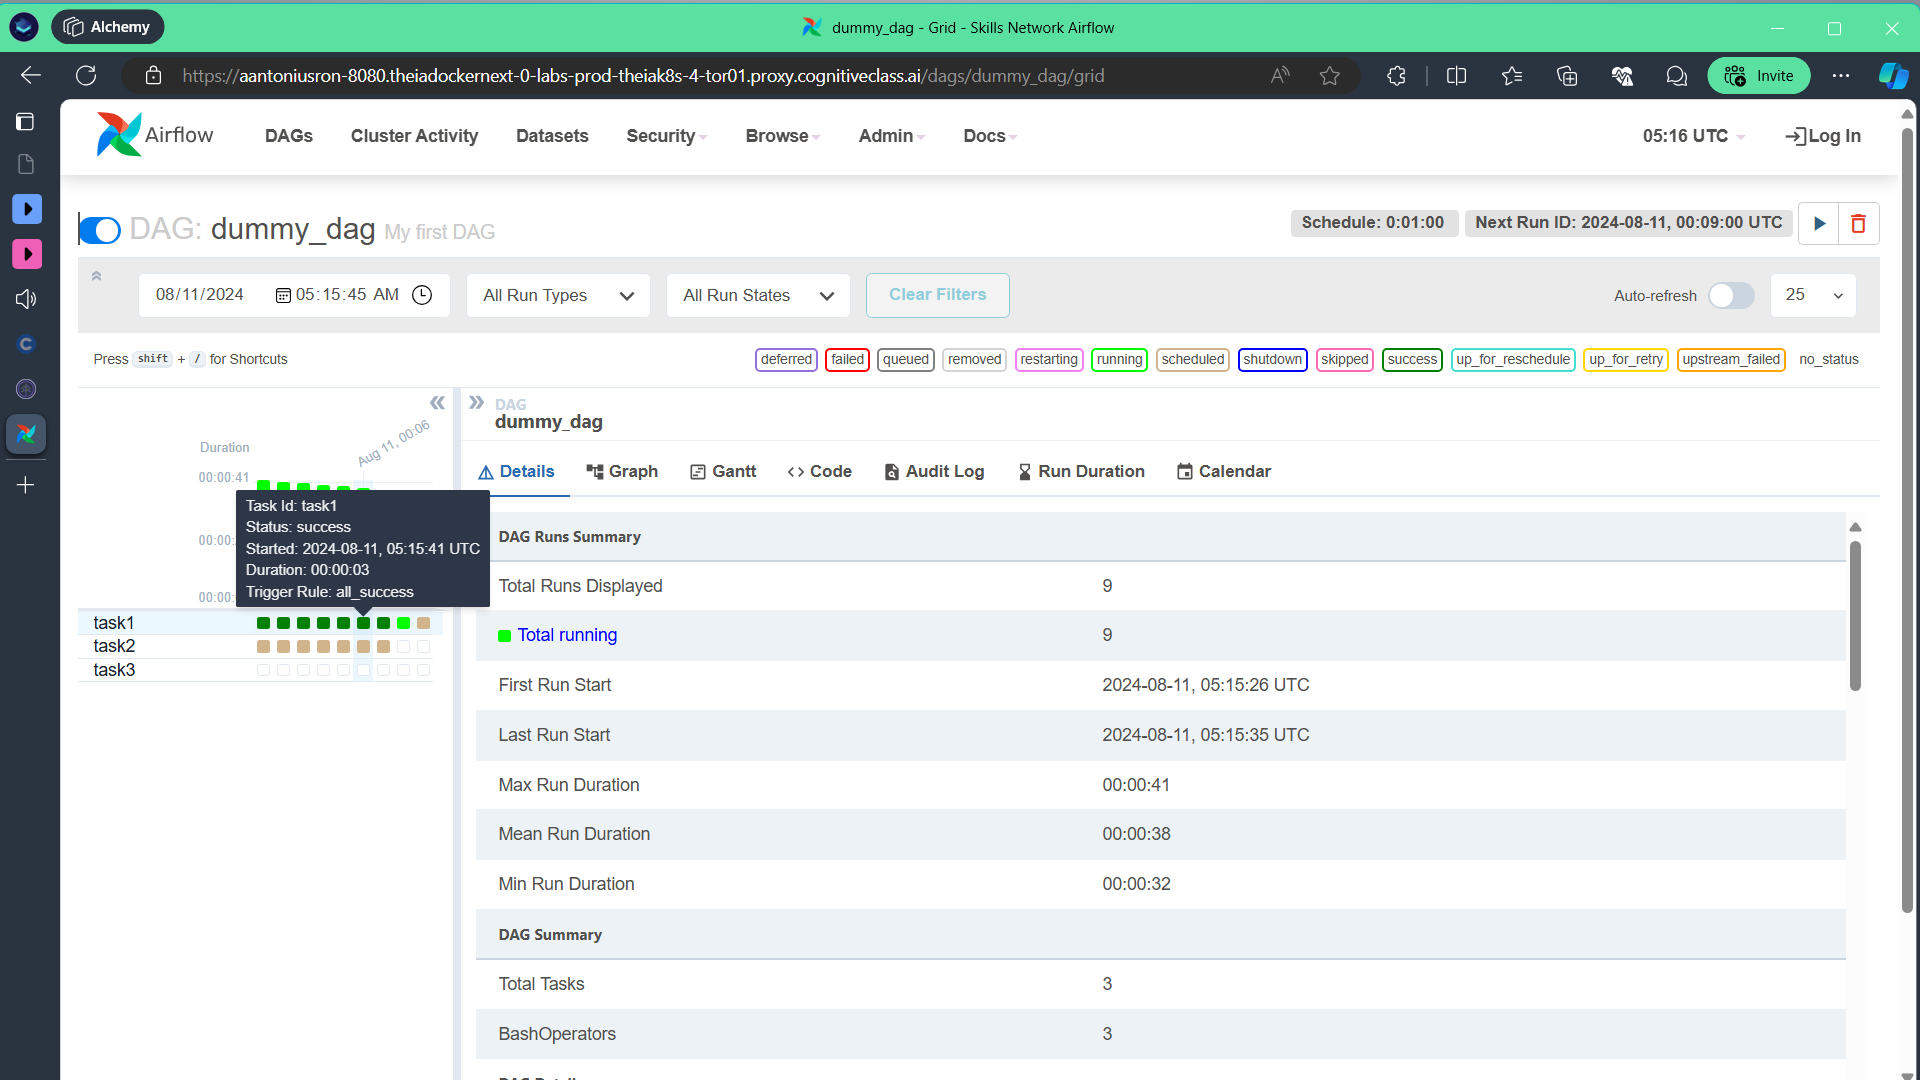 Alchemy
dummy_dag - Grid - Skills Network Airflow
https://aantoniusron-8080.theiadockernext-0-labs-prod-theiak8s-4-tor01.proxy.cognitiveclass.ai/dags/dummy_dag/grid
Invite
Airflow
DAGs
Cluster Activity
Datasets
Security
Browse
Admin
Docs
05:16 UTC
Log In
DAG: dummy_dag My first DAG
Schedule: 0:01:00
Next Run ID: 2024-08-11, 00:09:00 UTC
08/11/2024
05:15:45 AM
All Run Types
All Run States
Clear Filters
Auto-refresh
25
Press shift + / for Shortcuts
deferred
failed
queued
removed
restarting
running
scheduled
shutdown
skipped
success
up_for_reschedule
up_for_retry
upstream_failed
no_status
Duration
Aug 11, 00:06
00:00:41
00:00:
00:00:
Task Id: task1
Status: success
Started: 2024-08-11, 05:15:41 UTC
Duration: 00:00:03
Trigger Rule: all_success
task1
task2
task3
DAG
dummy_dag
Details
Graph
Gantt
Code
Audit Log
Run Duration
Calendar
DAG Runs Summary
Total Runs Displayed 9
Total running 9
First Run Start 2024-08-11, 05:15:26 UTC
Last Run Start 2024-08-11, 05:15:35 UTC
Max Run Duration 00:00:41
Mean Run Duration 00:00:38
Min Run Duration 00:00:32
DAG Summary
Total Tasks 3
BashOperators 3